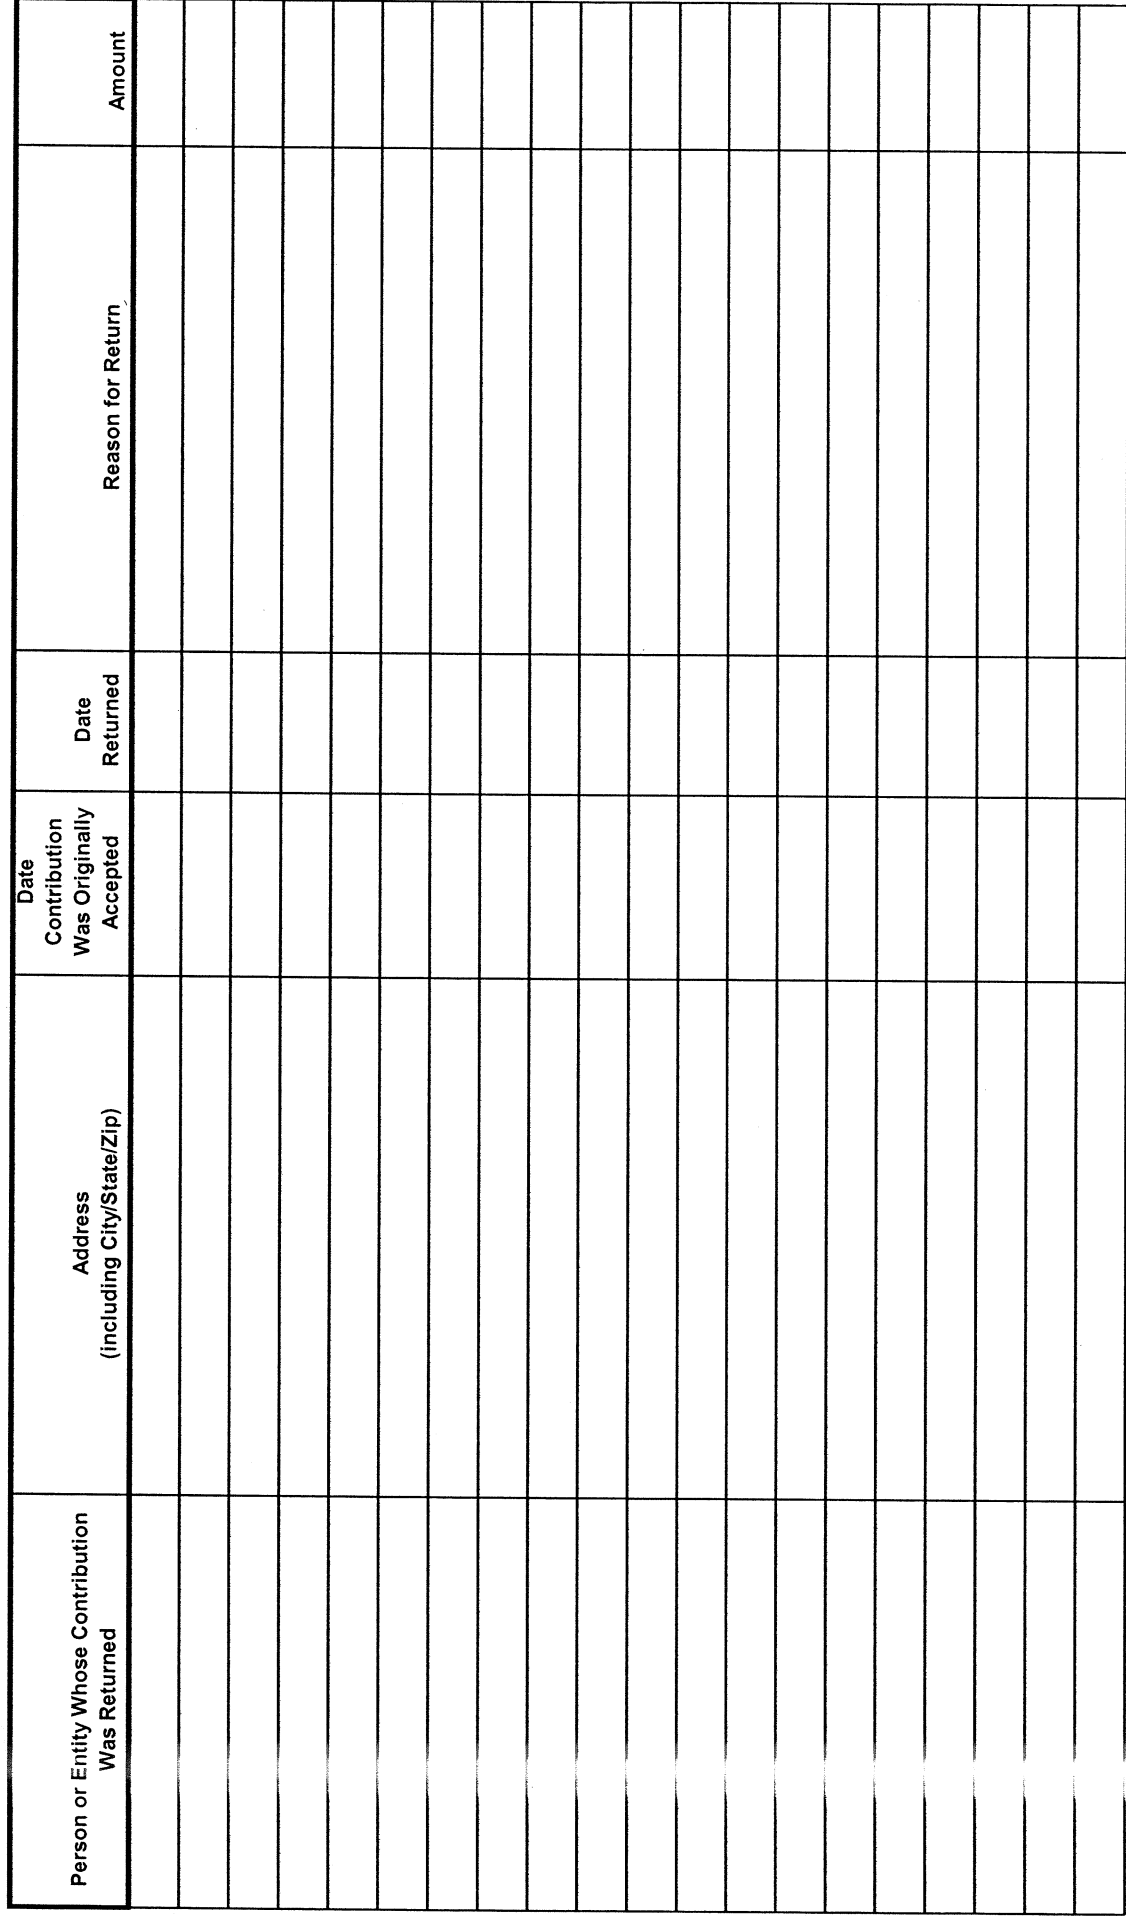 Person or Entity Whose Contribution
Was Returned
Address
(including City/State/Zip)
Date
Contribution
Was Originally
Accepted
Date
Returned
Reason for Return
Amount